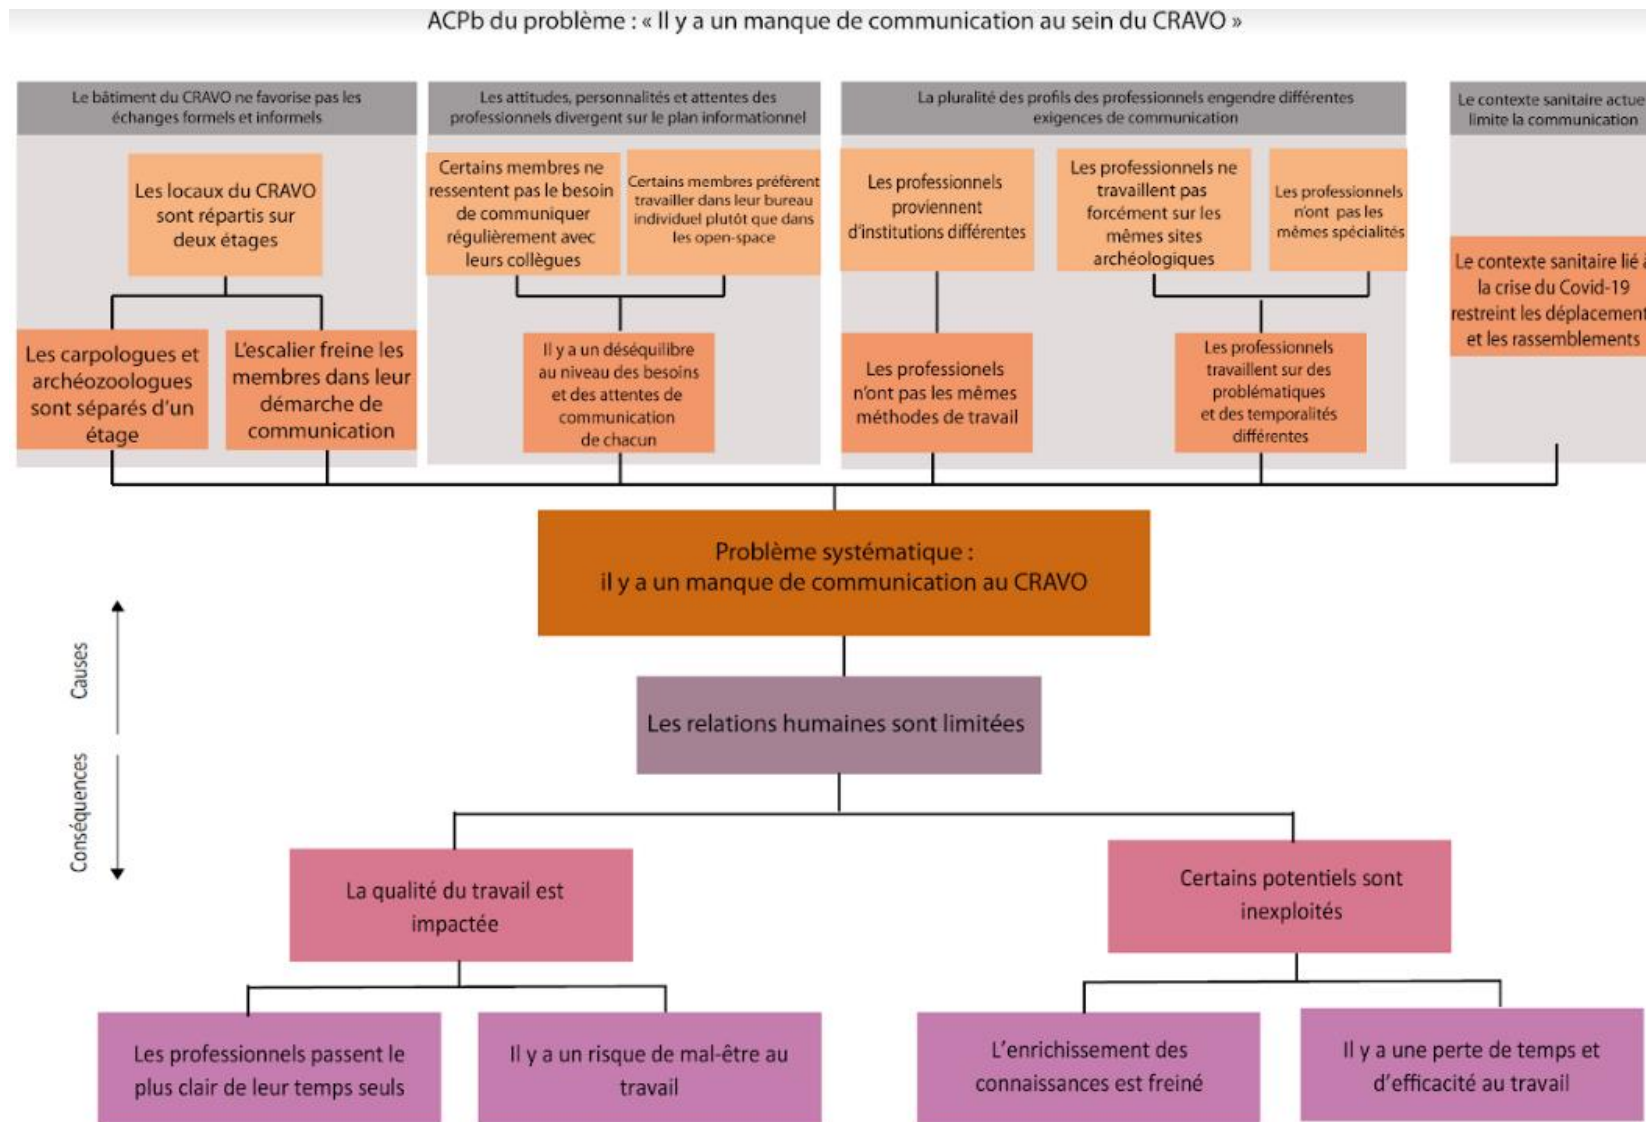 ACPb du problème : « Il y a un manque de communication au sein du CRAVO »
Le bâtiment du CRAVO ne favorise pas les
échanges formels et informels
Les attitudes, personnalités et attentes des
professionnels divergent sur le plan informationnel
La pluralité des profils des professionnels engendre différentes
exigences de communication
Le contexte sanitaire actue
limite la communication
Les locaux du CRAVO
sont répartis sur
deux étages
Certains membres ne
ressentent pas le besoin
de communiquer
régulièrement avec
leurs collègues
Certains membres préfèrent
travailler dans leur bureau
individuel plutôt que dans
les open-space
Les professionnels
proviennent
d'institutions différentes
Les professionnels ne
travaillent pas
forcément sur les
mêmes sites
archéologiques
Les professionnels
n'ont pas les
mêmes spécialités
Les carpologues et
archéozoologues
sont séparés d'un
étage
L'escalier freine les
membres dans leur
démarche de
communication
Il y a un déséquilibre
au niveau des besoins
et des attentes de
communication
de chacun
Les professionels
n'ont pas les mêmes
méthodes de travail
Les professionnels
travaillent sur des
problématiques
et des temporalités
différentes
Le contexte sanitaire lié à
la crise du Covid-19
restreint les déplacement
et les rassemblements
Problème systématique :
il y a un manque de communication au CRAVO
Causes
Conséquences
Les relations humaines sont limitées
La qualité du travail est
impactée
Certains potentiels sont
inexploités
Les professionnels passent le
plus clair de leur temps seuls
Il y a un risque de mal-être au
travail
L'enrichissement des
connaissances est freiné
Il y a une perte de temps et
d'efficacité au travail